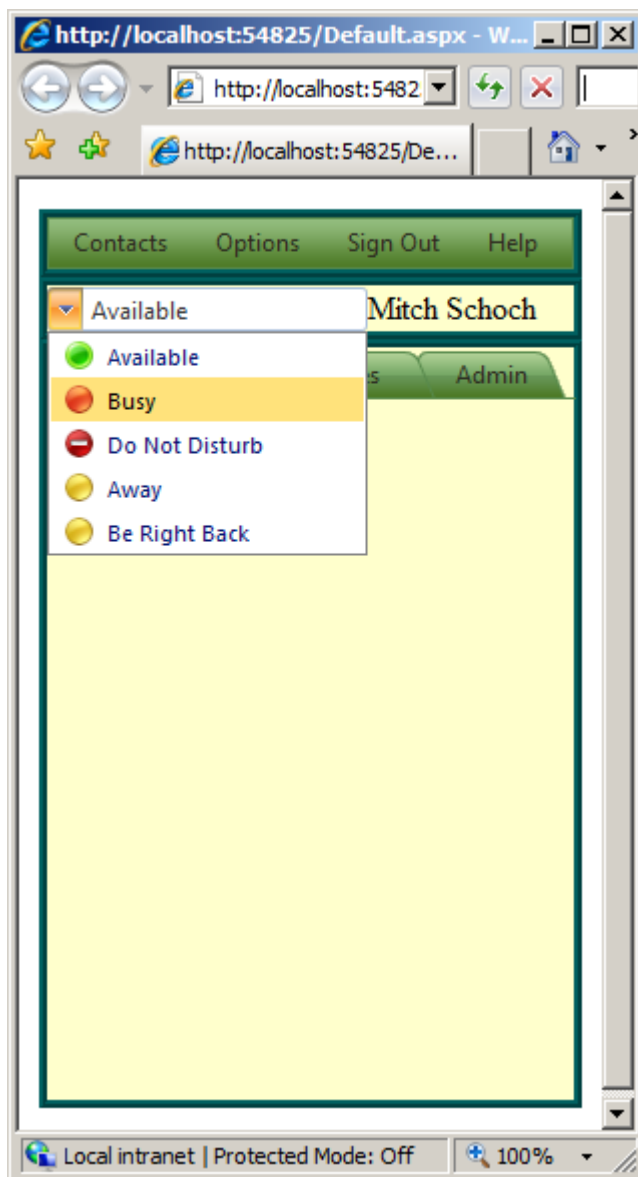 http://localhost:54825/Default.aspx - W...
http://localhost:5482
http://localhost:54825/De...
Contacts Options Sign Out Help
Available Mitch Schoch
Available
Admin
Busy
Do Not Disturb
Away
Be Right Back
Local intranet | Protected Mode: Off 100%